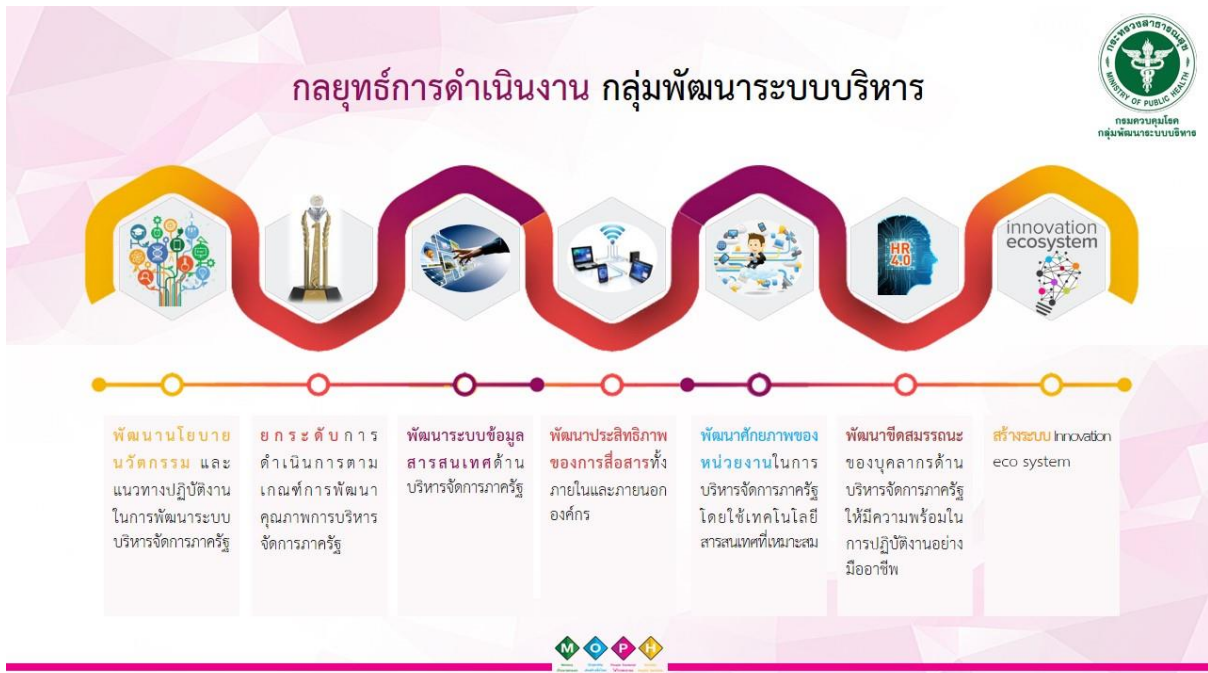 กลยุทธ์การดำเนินงาน กลุ่มพัฒนาระบบบริหาร
กระทรวงสาธารณสุข
MINISTRY OF PUBLIC HEALTH
กรมควบคุมโรค
กลุ่มพัฒนาระบบบริหาร
HR
4.0
innovation
ecosystem
พัฒนานโยบาย
นวัตกรรม และ
แนวทางปฏิบัติงาน
ในการพัฒนาระบบ
บริหารจัดการภาครัฐ
ยกระดับการ
ดำเนินการตาม
เกณฑ์การพัฒนา
คุณภาพการบริหาร
จัดการภาครัฐ
พัฒนาระบบข้อมูล
สารสนเทศด้าน
บริหารจัดการภาครัฐ
พัฒนาประสิทธิภาพ
ของการสื่อสารทั้ง
ภายในและภายนอก
องค์กร
พัฒนาศักยภาพของ
หน่วยงานในการ
บริหารจัดการภาครัฐ
โดยใช้เทคโนโลยี
สารสนเทศที่เหมาะสม
พัฒนาขีดสมรรถนะ
ของบุคลากรด้าน
บริหารจัดการภาครัฐ
ให้มีความพร้อมใน
การปฏิบัติงานอย่าง
มืออาชีพ
สร้างระบบ Innovation
eco system
M O P H